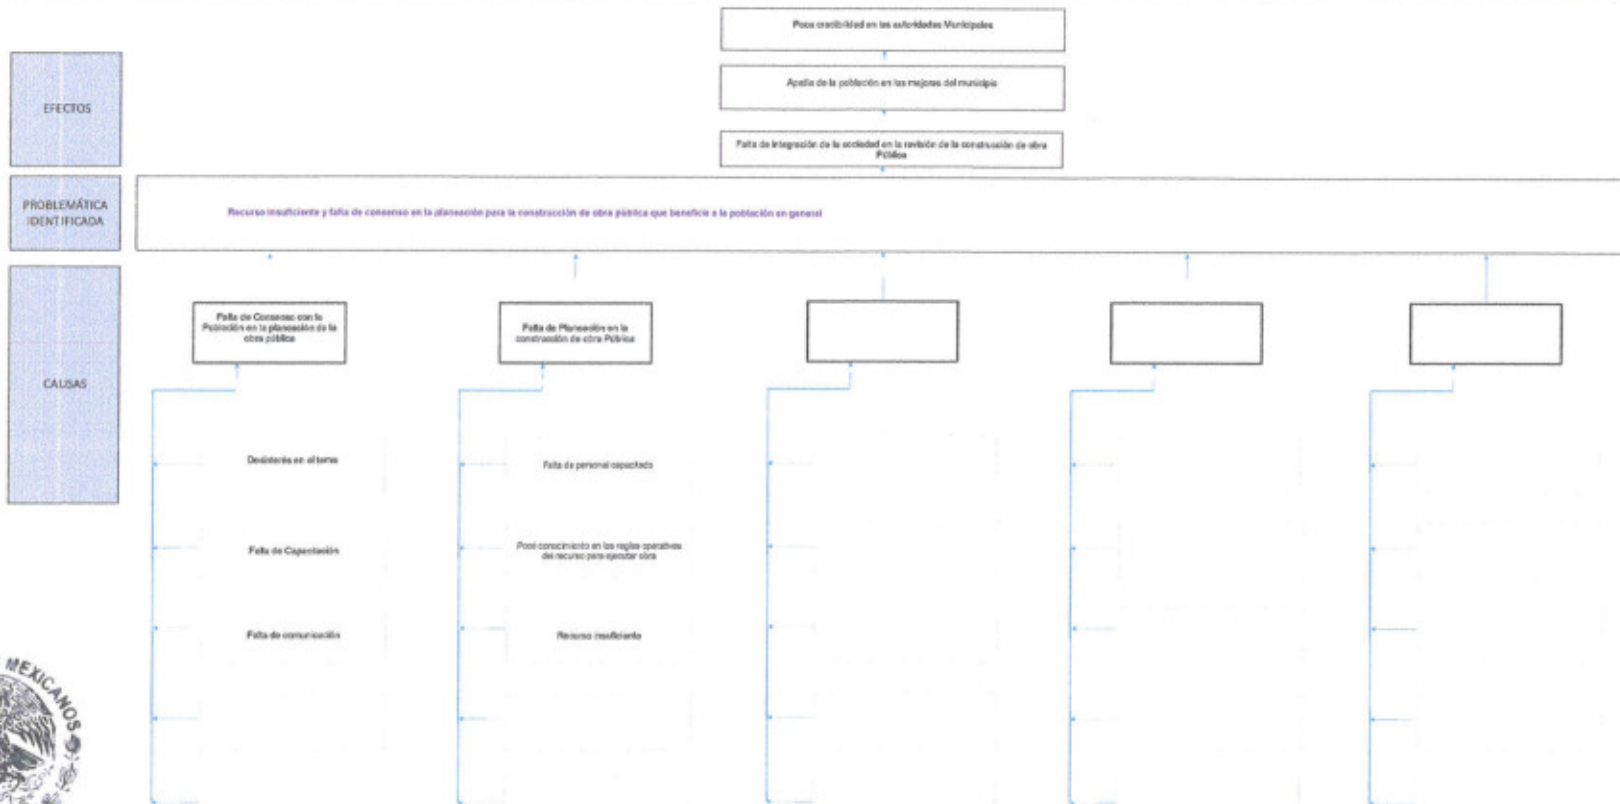 Poca credibilidad en las autoridades Municipales
EFECTOS
Apatia de la población en las mejoras del municipio
Falta de integración de la sociedad en la revisión de la construcción de obra
Pública
PROBLEMÁTICA
IDENTIFICADA
Recurso insuficiente y falta de consenso en la planeación para la construcción de obra pública que beneficie a la población en general
CAUSAS
Falta de Consenso con la
Población en la planeación de la
obra pública
Falta de Planeación en la
construcción de obra Pública
Desinterés en el tema
Falta de Capacitación
Falta de comunicación
Falta de personal capacitado
Poco conocimiento en las reglas operativas
del recurso para ejecutar obra
Recurso insuficiente
MEXICANOS